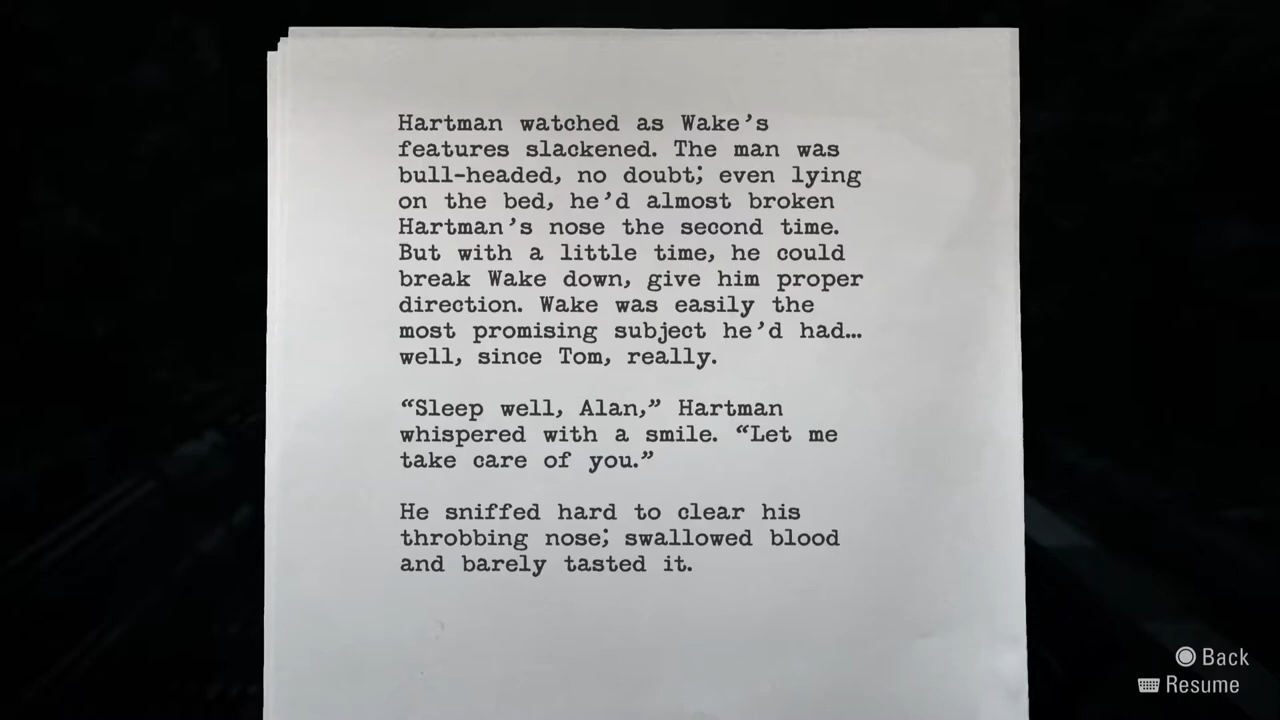 Hartman watched as Wake’s
features slackened. The man was
bull-headed, no doubt; even lying
on the bed, he’d almost broken
Hartman’s nose the second time.
But with a little time, he could
break Wake down, give him proper
direction. Wake was easily the
most promising subject he’d had…
well, since Tom, really.
“Sleep well, Alan,” Hartman
whispered with a smile. “Let me
take care of you.”
He sniffed hard to clear his
throbbing nose; swallowed blood
and barely tasted it.
Back
Resume